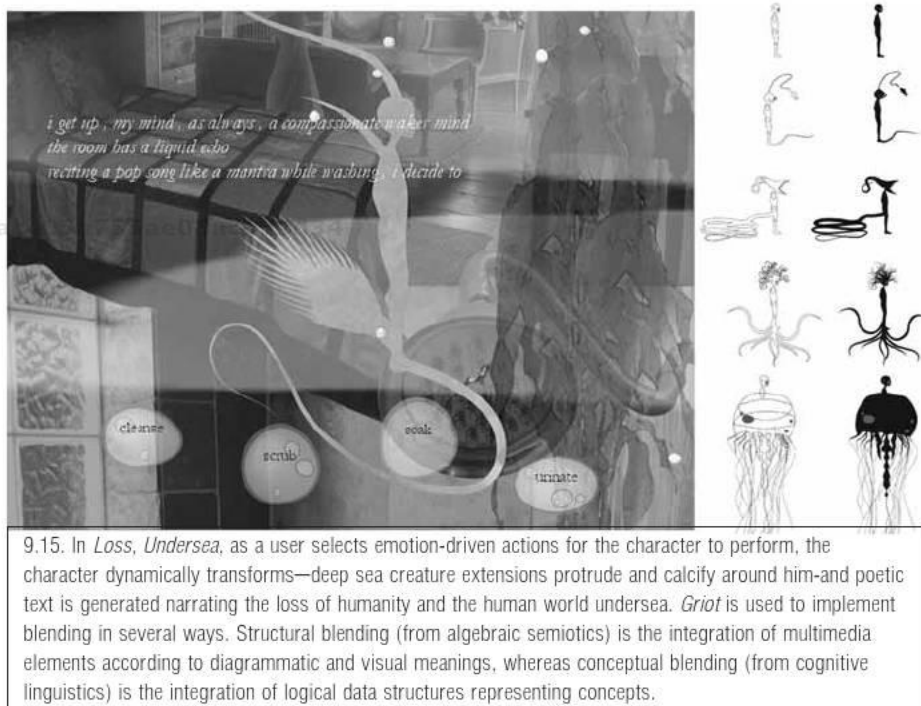 i get up , my mind , as always , a compassionate waker mind
the room has a liquid echo
reciting a pop song like a mantra while washing , i decide to
cleanse
scrub
soak
urinate
9.15. In Loss, Undersea, as a user selects emotion-driven actions for the character to perform, the
character dynamically transforms—deep sea creature extensions protrude and calcify around him-and poetic
text is generated narrating the loss of humanity and the human world undersea. Griot is used to implement
blending in several ways. Structural blending (from algebraic semiotics) is the integration of multimedia
elements according to diagrammatic and visual meanings, whereas conceptual blending (from cognitive
linguistics) is the integration of logical data structures representing concepts.